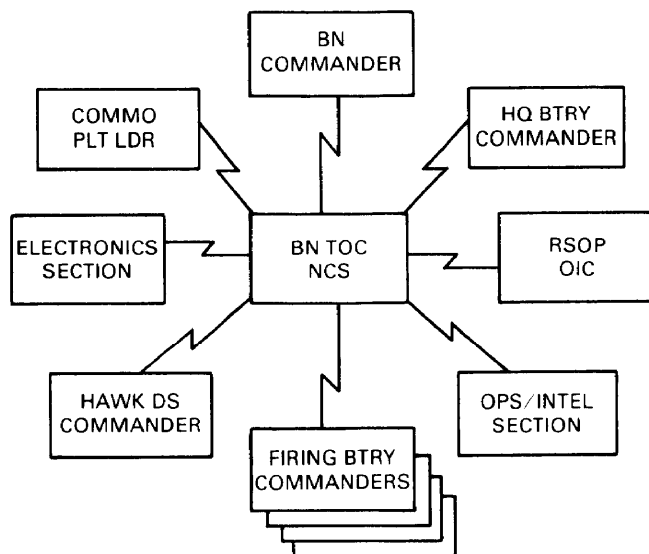 BN
COMMANDER
COMMO
PLT LDR
HQ BTRY
COMMANDER
ELECTRONICS
SECTION
BN TOC
NCS
RSOP
OIC
HAWK DS
COMMANDER
OPS/INTEL
SECTION
FIRING BTRY
COMMANDERS